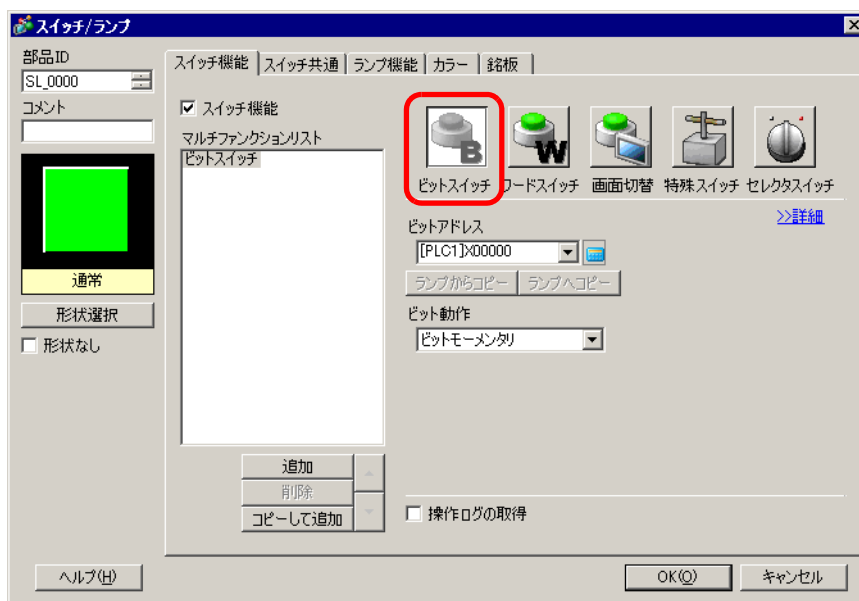 スイッチ/ランプ
部品ID
SL_0000
コメント
通常
形状選択
形状なし
スイッチ機能
スイッチ共通
ランプ機能
カラー
銘板
スイッチ機能
マルチファンクションリスト
ビットスイッチ
追加
削除
コピーして追加
B
W
ビットスイッチ
ワードスイッチ
画面切替
特殊スイッチ
セレクタスイッチ
>>詳細
ビットアドレス
[PLC1]X00000
ランプからコピー
ランプへコピー
ビット動作
ビットモーメンタリ
操作ログの取得
ヘルプ(H)
OK(O)
キャンセル